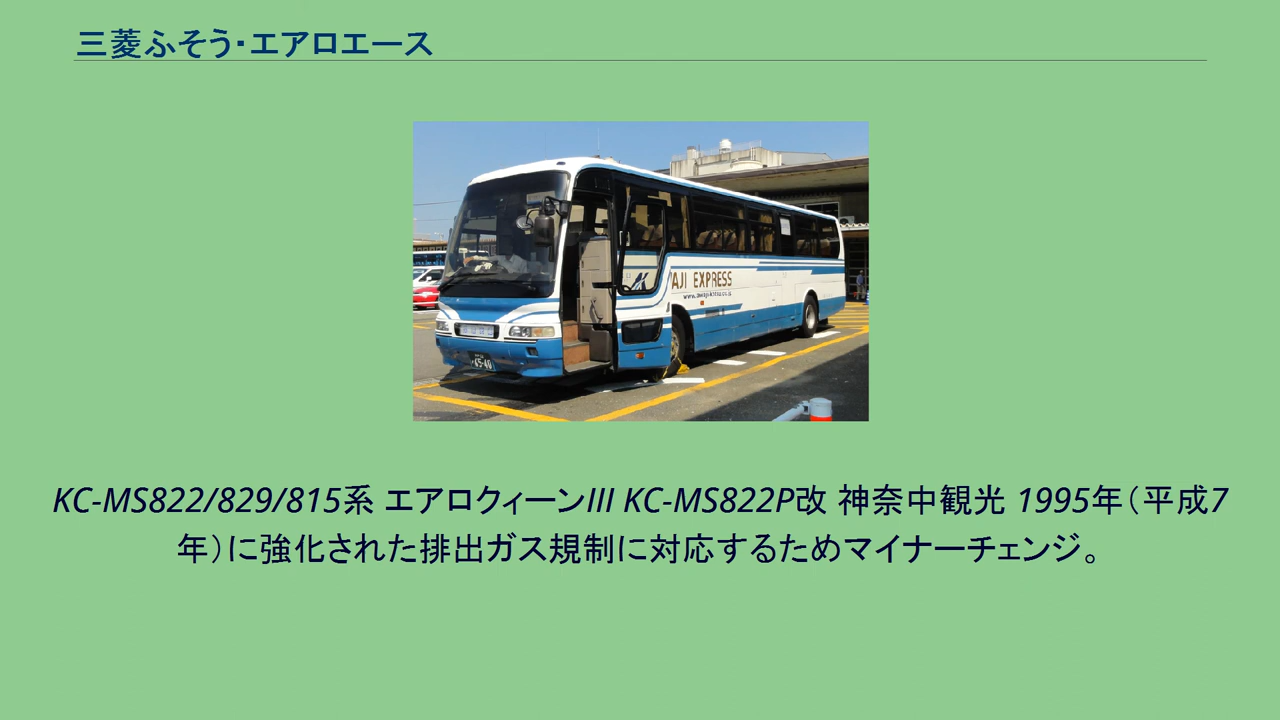 三菱ふそう・エアロエース
AJI EXPRESS
65-40
KC-MS822/829/815系 エアロクィーンIII KC-MS822P改 神奈中観光 1995年（平成7
年）に強化された排出ガス規制に対応するためマイナーチェンジ。